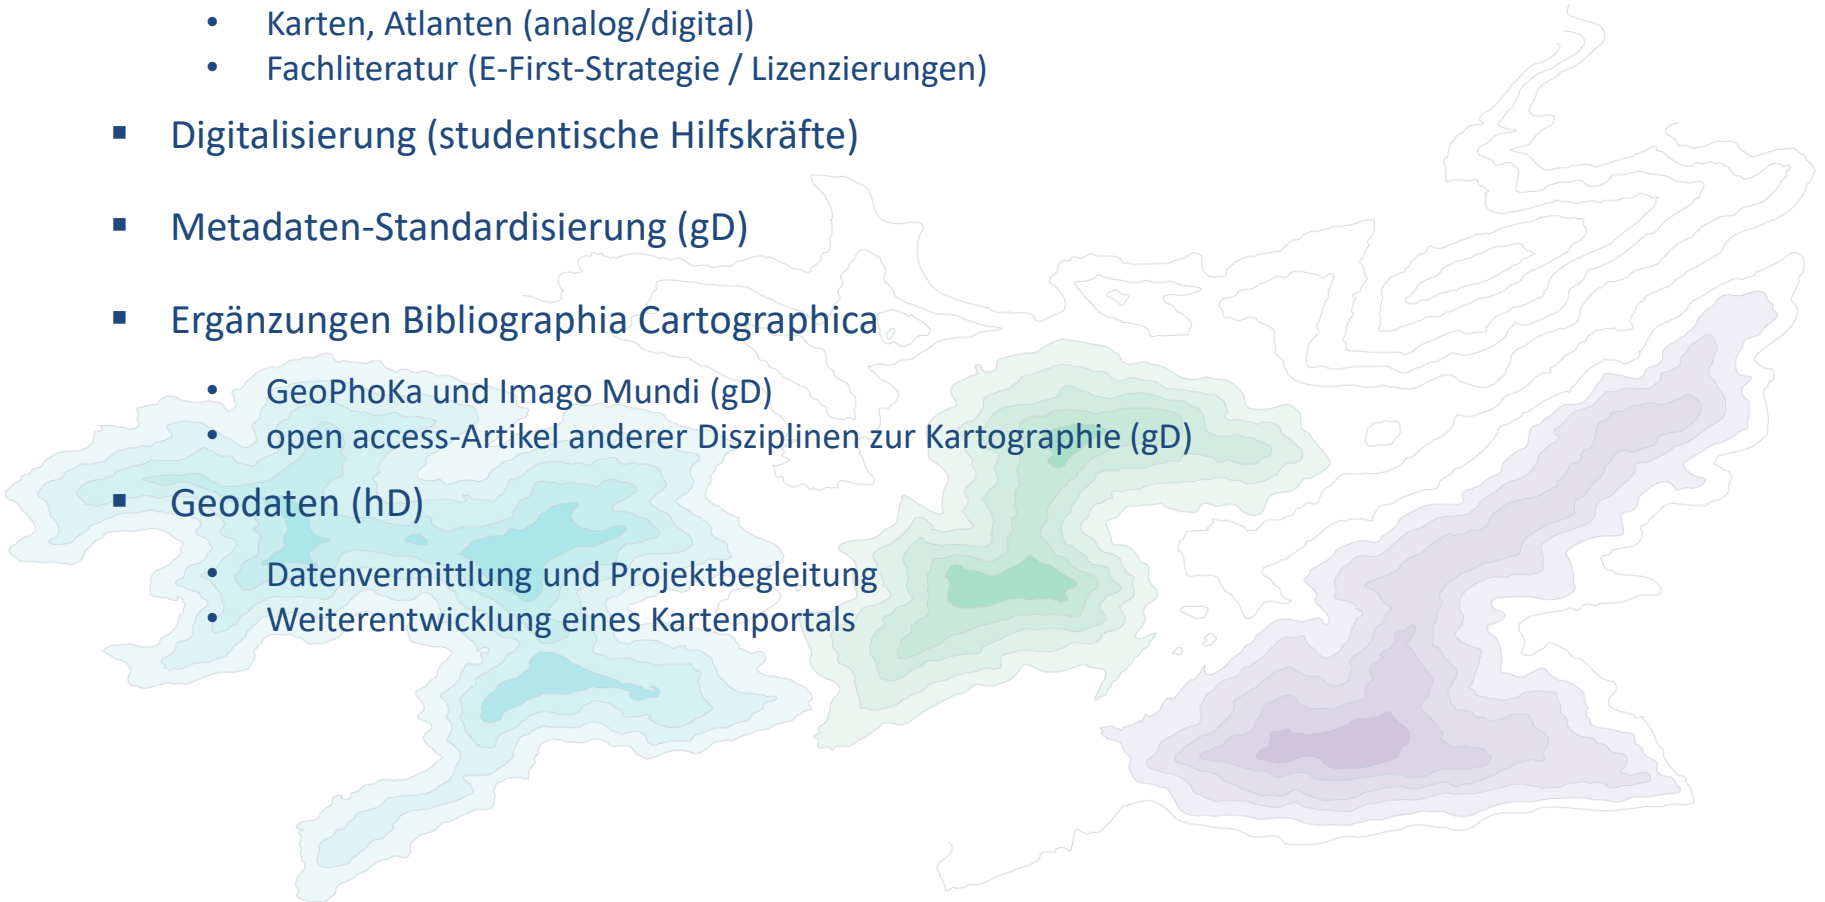 • Karten, Atlanten (analog/digital)
• Fachliteratur (E-First-Strategie / Lizenzierungen)
▪ Digitalisierung (studentische Hilfskräfte)
▪ Metadaten-Standardisierung (gD)
▪ Ergänzungen Bibliographia Cartographica
• GeoPhoKa und Imago Mundi (gD)
• open access-Artikel anderer Disziplinen zur Kartographie (gD)
▪ Geodaten (hD)
• Datenvermittlung und Projektbegleitung
• Weiterentwicklung eines Kartenportals